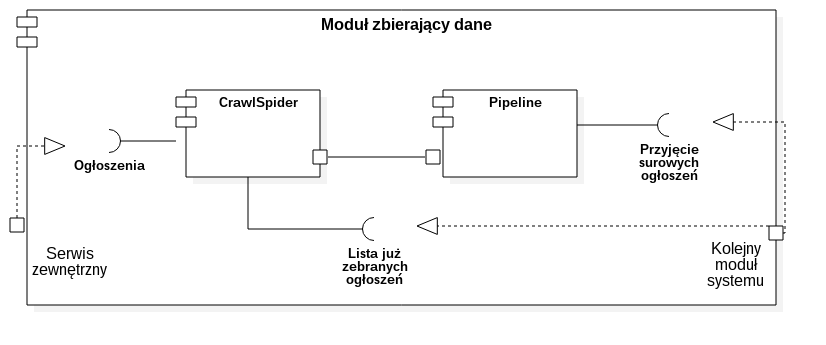 Moduł zbierający dane
CrawlSpider
Pipeline
Ogłoszenia
Przyjęcie
surowych
ogłoszeń
Serwis
zewnętrzny
Lista już
zebranych
ogłoszeń
Kolejny
moduł
systemu